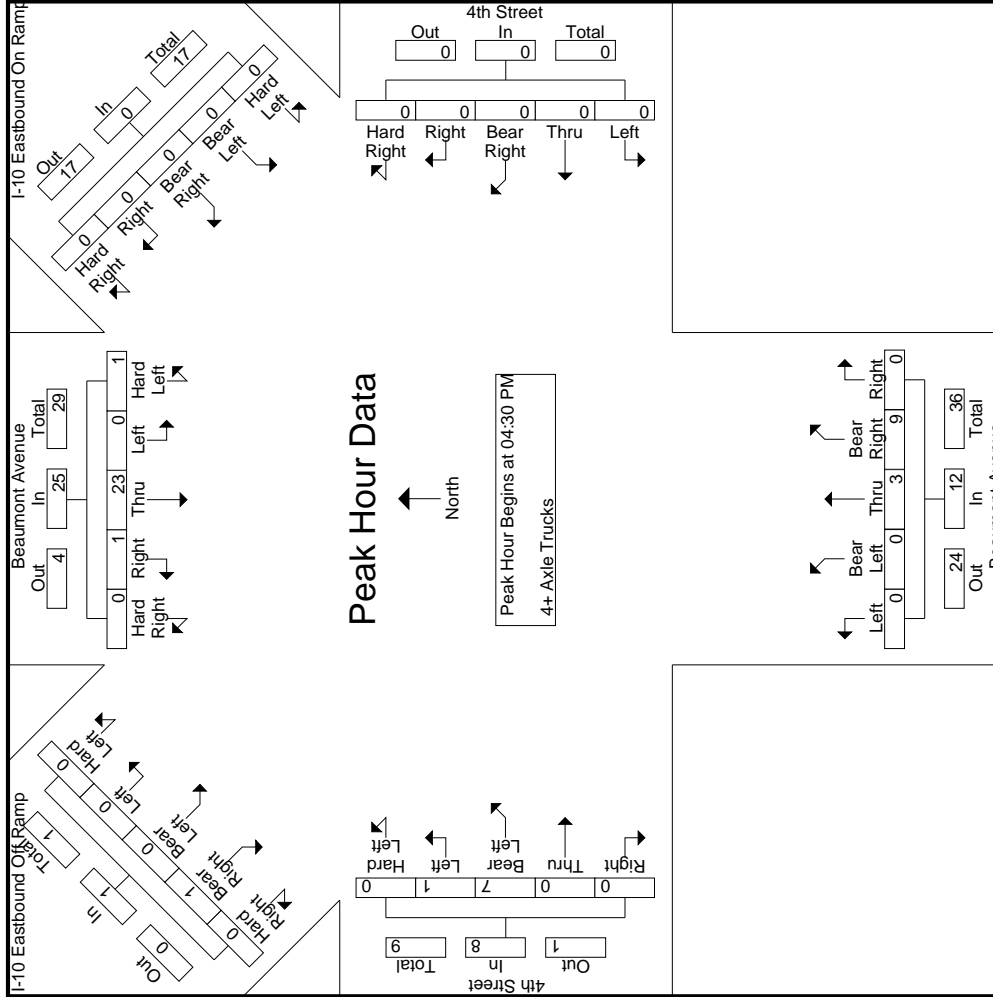 I-10 Eastbound On Ramp
Out
In
Total
17
0
17
0
0
0
0
0
Hard
Right
Right
Bear
Right
Bear
Left
Hard
Left
4th Street
Out
In
Total
0
0
0
0
0
0
0
0
Hard
Right
Right
Bear
Right
Thru
Left
Beaumont Avenue
Out
In
Total
4
25
29
0
1
23
0
1
Hard
Right
Right
Thru
Left
Hard
Left
Peak Hour Data
North
Peak Hour Begins at 04:30 PM
4+ Axle Trucks
Left
Bear
Left
Thru
Bear
Right
Right
0
0
3
9
0
24
12
36
Out
In
Total
I-10 Eastbound Off Ramp
Total
1
In
1
Out
0
0
0
0
1
0
Hard
Left
Left
Bear
Left
Bear
Right
Hard
Right
Hard
Left
Left
Bear
Left
Thru
Right
0
1
7
0
0
9
8
1
Total
In
Out
4th Street